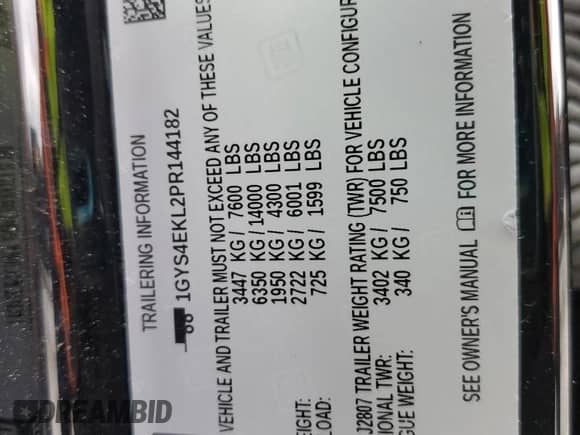 TRAILERING INFORMATION
1GYS4EKL2PR144182
VEHICLE AND TRAILER MUST NOT EXCEED ANY OF THESE VALUES
3447 KG / 7600 LBS
6350 KG / 14000 LBS
1950 KG / 4300 LBS
2722 KG / 6001 LBS
725 KG / 1599 LBS
EIGHT:
LOAD:
J2807 TRAILER WEIGHT RATING (TWR) FOR VEHICLE CONFIGUR
IONAL TWR: 3402 KG / 7500 LBS
GUE WEIGHT: 340 KG / 750 LBS
SEE OWNER'S MANUAL FOR MORE INFORMATION
DREAMBID